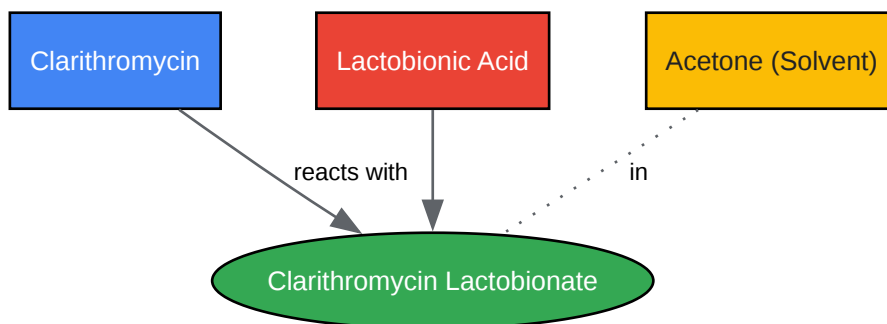 Clarithromycin
Lactobionic Acid
Acetone (Solvent)
reacts with
in
Clarithromycin Lactobionate